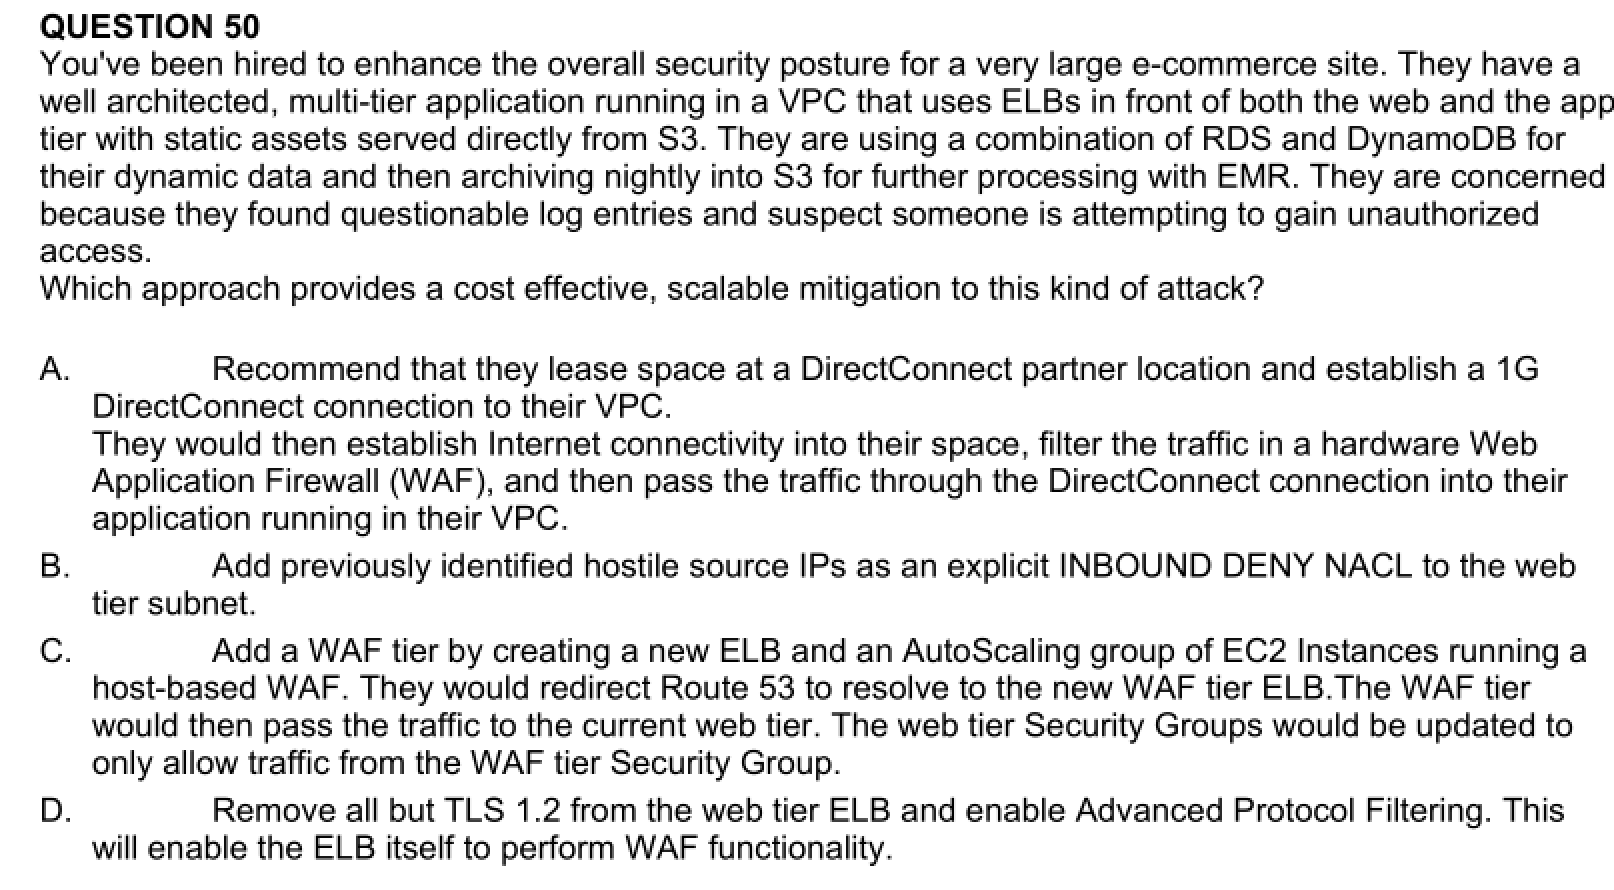 QUESTION 50
You've been hired to enhance the overall security posture for a very large e-commerce site. They have a
well architected, multi-tier application running in a VPC that uses ELBs in front of both the web and the app
tier with static assets served directly from S3. They are using a combination of RDS and DynamoDB for
their dynamic data and then archiving nightly into S3 for further processing with EMR. They are concerned
because they found questionable log entries and suspect someone is attempting to gain unauthorized
access.
Which approach provides a cost effective, scalable mitigation to this kind of attack?
A. Recommend that they lease space at a DirectConnect partner location and establish a 1G
DirectConnect connection to their VPC.
They would then establish Internet connectivity into their space, filter the traffic in a hardware Web
Application Firewall (WAF), and then pass the traffic through the DirectConnect connection into their
application running in their VPC.
B. Add previously identified hostile source IPs as an explicit INBOUND DENY NACL to the web
tier subnet.
C. Add a WAF tier by creating a new ELB and an AutoScaling group of EC2 Instances running a
host-based WAF. They would redirect Route 53 to resolve to the new WAF tier ELB.The WAF tier
would then pass the traffic to the current web tier. The web tier Security Groups would be updated to
only allow traffic from the WAF tier Security Group.
D. Remove all but TLS 1.2 from the web tier ELB and enable Advanced Protocol Filtering. This
will enable the ELB itself to perform WAF functionality.